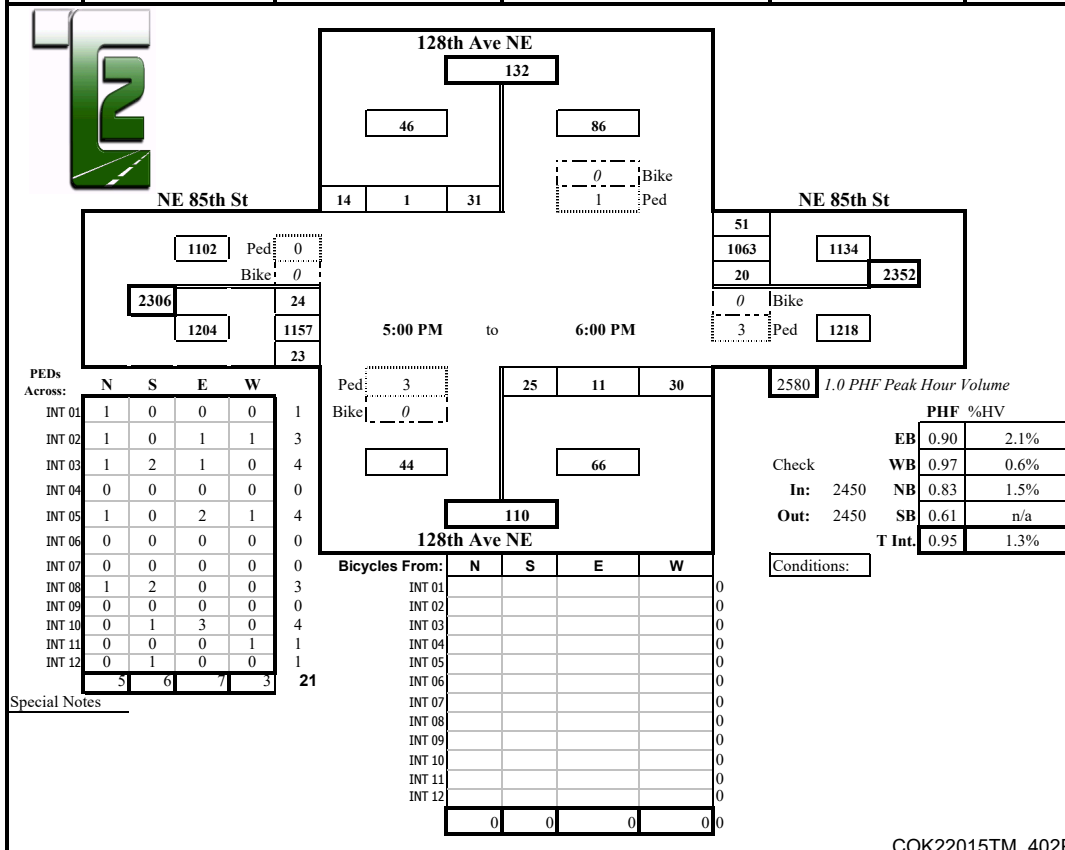 T2
128th Ave NE
132
46 86
0 Bike
1 Ped
NE 85th St 14 1 31 NE 85th St
51
1102 Ped 0 1063 1134
Bike 0 20 2352
2306 24 0 Bike
1204 1157 5:00 PM to 6:00 PM 3 Ped 1218
23
PEDs
Across: N S E W Ped 3 25 11 30 2580 1.0 PHF Peak Hour Volume
INT 01 1 0 0 0 1 Bike 0 PHF %HV
INT 02 1 0 1 1 3 EB 0.90 2.1%
INT 03 1 2 1 0 4 44 66 Check WB 0.97 0.6%
INT 04 0 0 0 0 0 In: 2450 NB 0.83 1.5%
INT 05 1 0 2 1 4 110 Out: 2450 SB 0.61 n/a
INT 06 0 0 0 0 0 128th Ave NE T Int. 0.95 1.3%
INT 07 0 0 0 0 0 Bicycles From: N S E W Conditions:
INT 08 1 2 0 0 3 INT 01 0
INT 09 0 0 0 0 0 INT 02 0
INT 10 0 1 3 0 4 INT 03 0
INT 11 0 0 0 1 1 INT 04 0
INT 12 0 1 0 0 1 INT 05 0
5 6 7 3 21 INT 06 0
Special Notes INT 07 0
INT 08 0
INT 09 0
INT 10 0
INT 11 0
INT 12 0
0 0 0 0 0